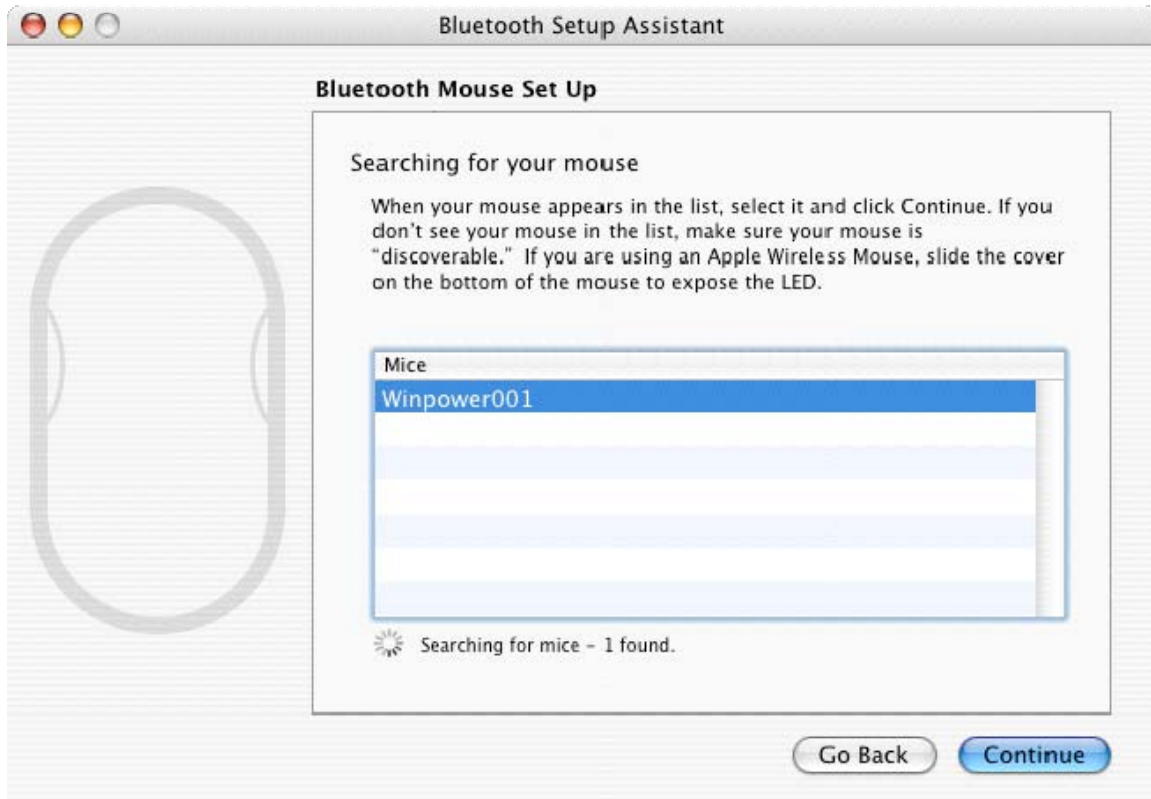 Bluetooth Setup Assistant
Bluetooth Mouse Set Up
Searching for your mouse
When your mouse appears in the list, select it and click Continue. If you
don't see your mouse in the list, make sure your mouse is
“discoverable.” If you are using an Apple Wireless Mouse, slide the cover
on the bottom of the mouse to expose the LED.
Mice
Winpower001
Searching for mice – 1 found.
Go Back
Continue